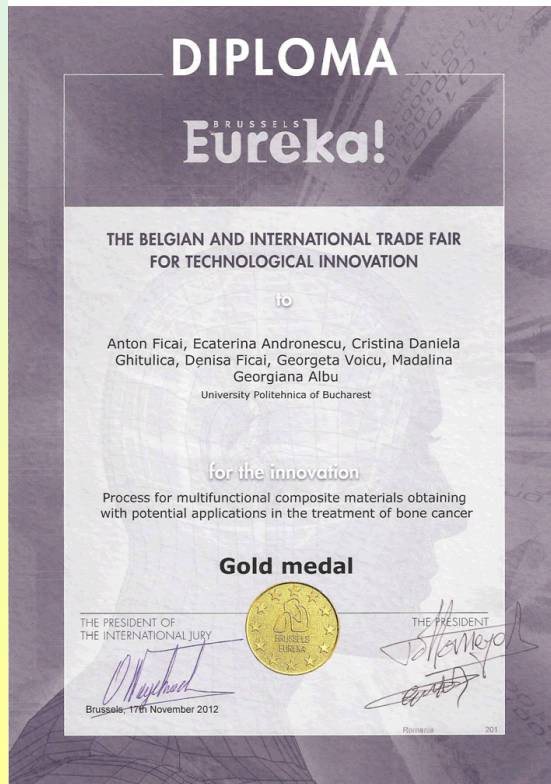 DIPLOMA
BRUSSELS
Eureka!
THE BELGIAN AND INTERNATIONAL TRADE FAIR
FOR TECHNOLOGICAL INNOVATION
to
Anton Ficai, Ecaterina Andronescu, Cristina Daniela
Ghitulica, Denisa Ficai, Georgeta Voicu, Madalina
Georgiana Albu
University Politehnica of Bucharest
for the innovation
Process for multifunctional composite materials obtaining
with potential applications in the treatment of bone cancer
Gold medal
BRUSSELS
EUREKA
THE PRESIDENT OF
THE INTERNATIONAL JURY
THE PRESIDENT
Brussels, 17th November 2012
Romania 201